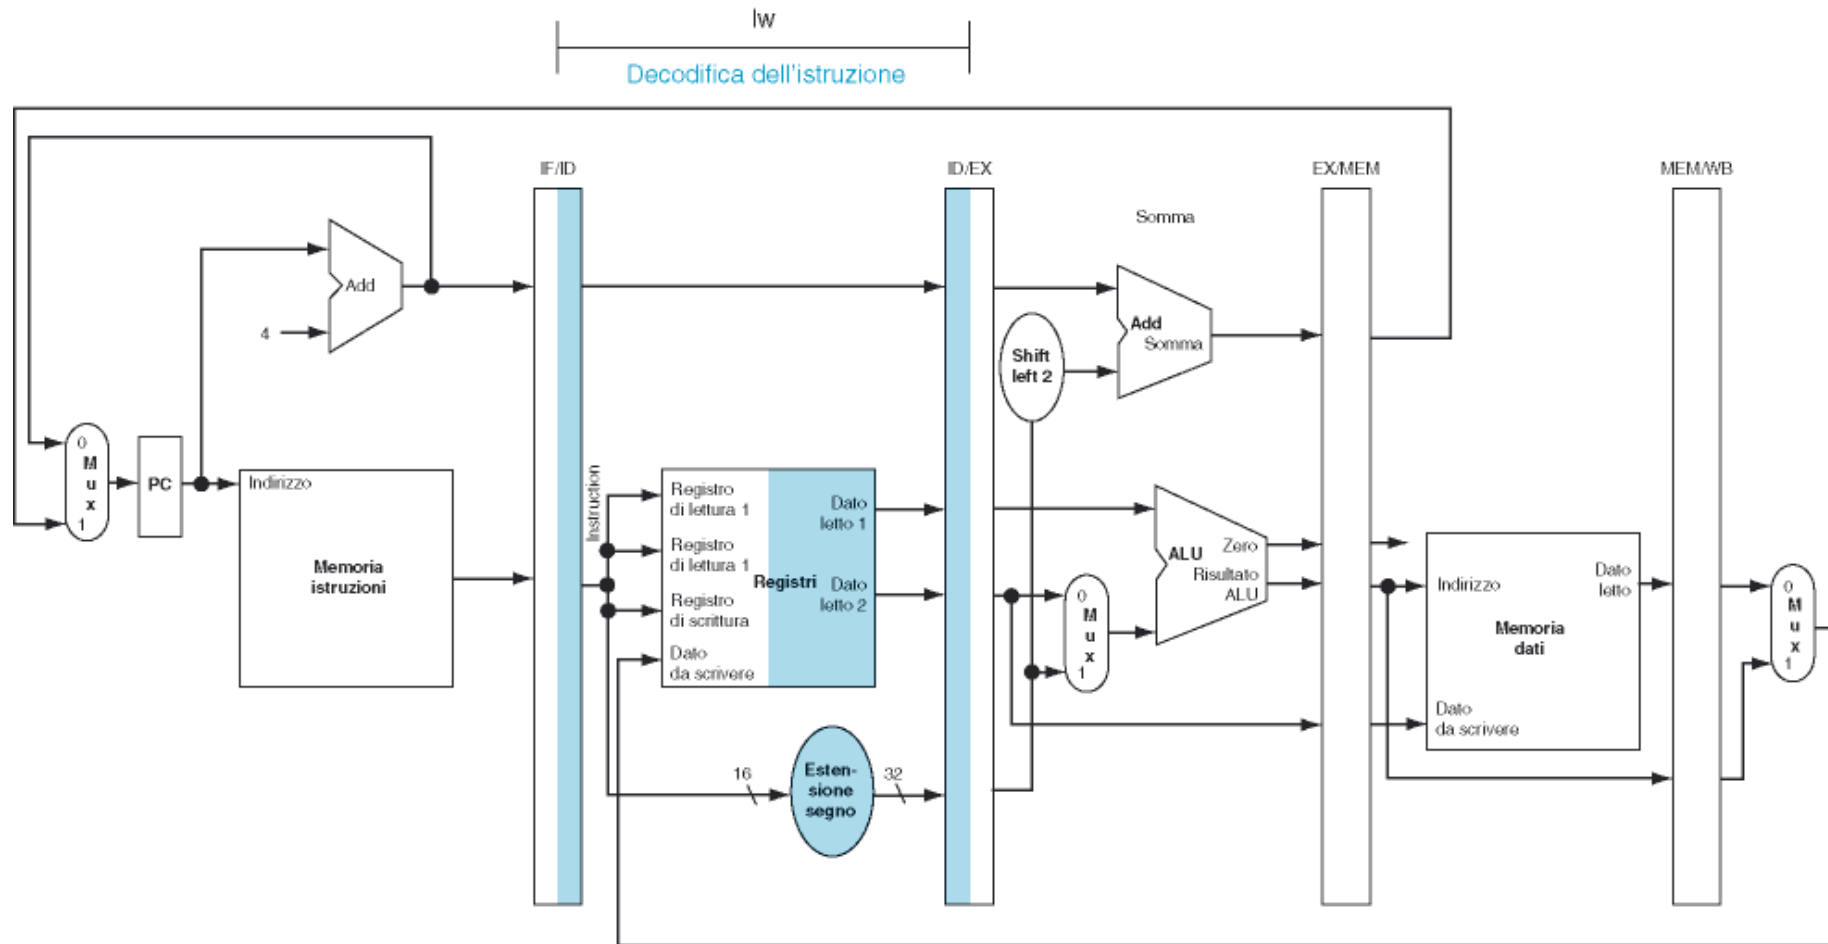 lw
Decodifica dell'istruzione
IF/ID
ID/EX
EX/MEM
MEM/WB
Somma
Add
4
Add
Somma
Shift
left 2
0
M
u
x
1
PC
Indirizzo
Memoria
istruzioni
Instruction
Registro
di lettura 1
Registro
di lettura 1
Registro
di scrittura
Dato
da scrivere
Registri
Dato
letto 1
Dato
letto 2
16
Esten-
sione
segno
32
0
M
u
x
1
ALU
Zero
Risultato
ALU
Indirizzo
Dato
letto
Memoria
dati
Dato
da scrivere
0
M
u
x
1